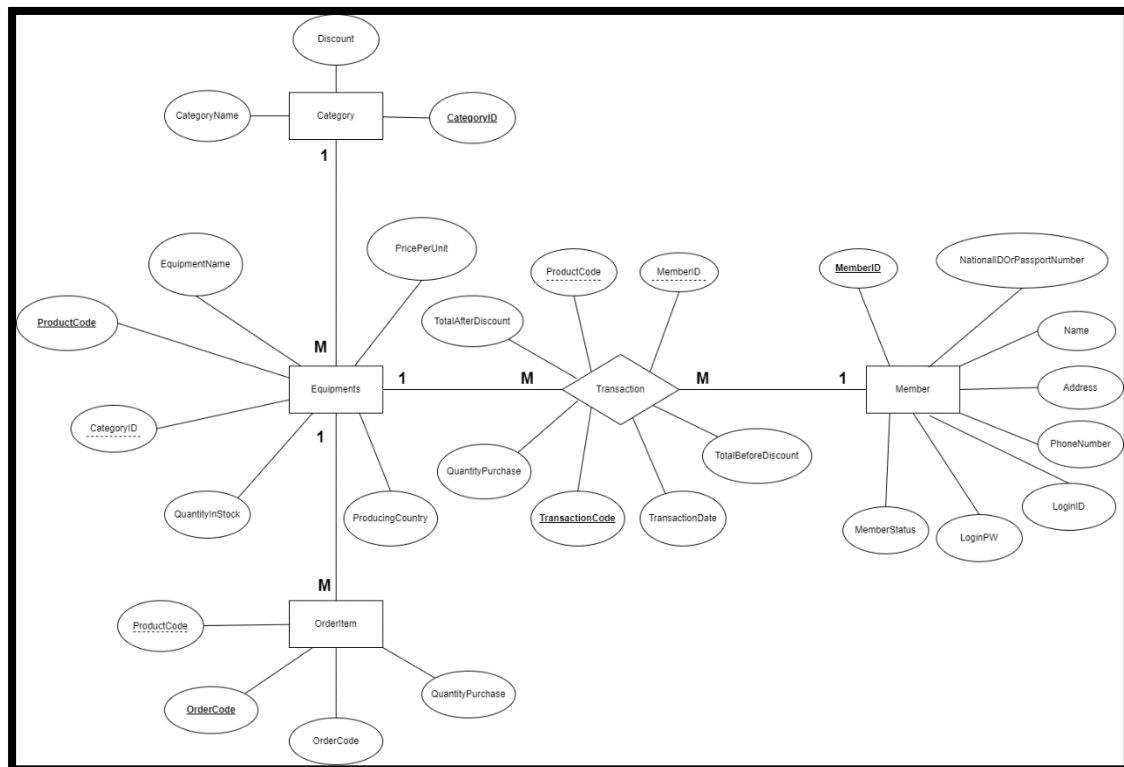 Discount
CategoryName
Category
CategoryID
1
PricePerUnit
EquipmentName
ProductCode
MemberID
MemberID
NationalIDOrPassportNumber
ProductCode
TotalAfterDiscount
Name
M
Equipments
1
M
Transaction
M
1
Member
Address
CategoryID
1
PhoneNumber
QuantityPurchase
TotalBeforeDiscount
QuantityInStock
ProducingCountry
TransactionCode
TransactionDate
MemberStatus
LoginPW
LoginID
M
ProductCode
OrderItem
OrderCode
QuantityPurchase
OrderCode